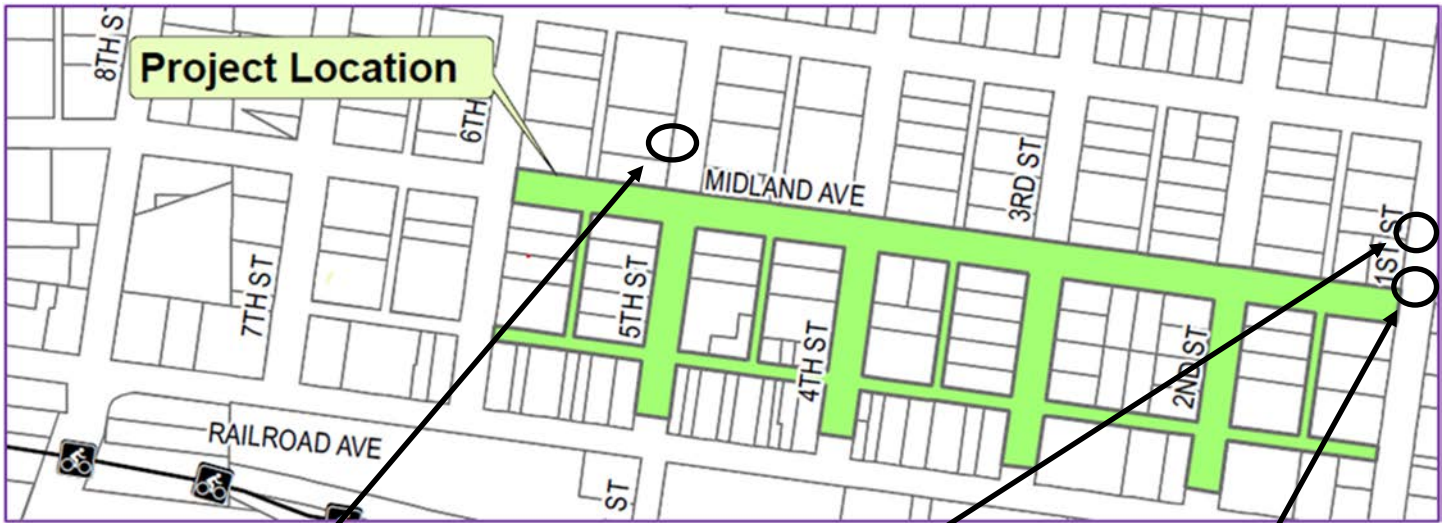 8TH S
Project Location
6TH
MIDLAND AVE
3RD ST
1ST ST
7TH ST
5TH ST
4TH ST
2ND ST
RAILROAD AVE
ST